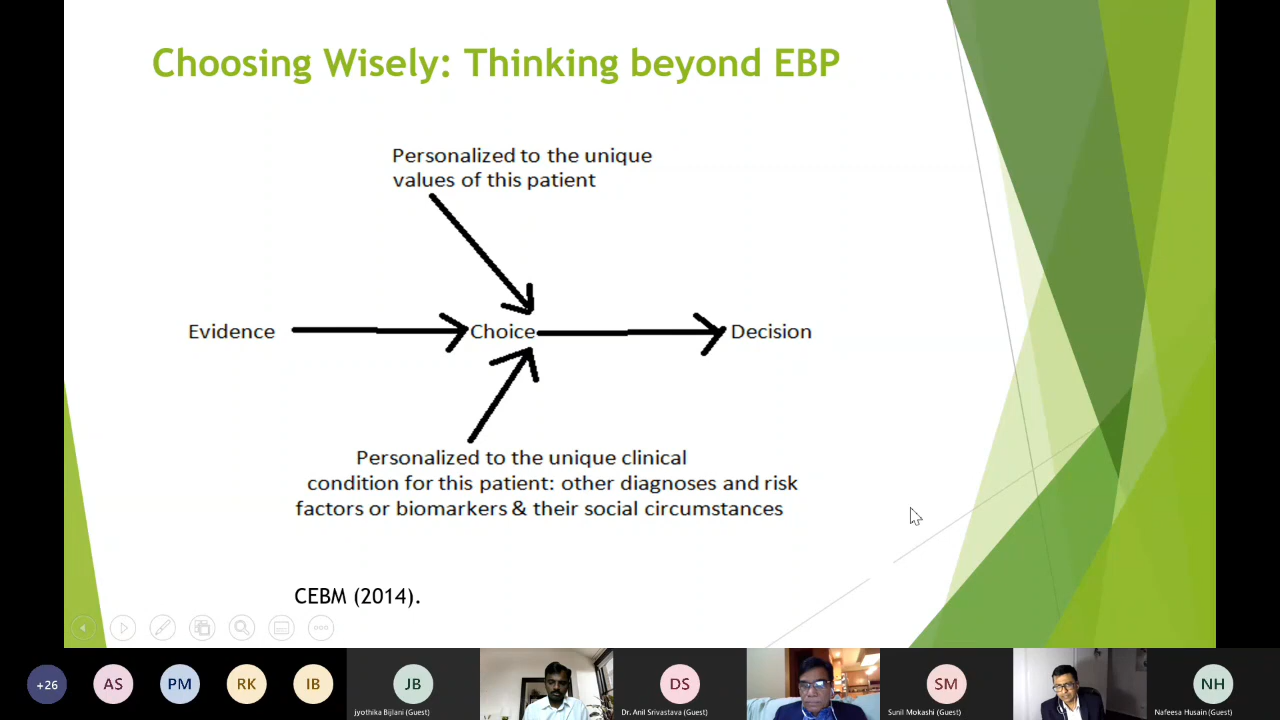 Choosing Wisely: Thinking beyond EBP
Personalized to the unique
values of this patient
Evidence
Choice
Decision
Personalized to the unique clinical
condition for this patient: other diagnoses and risk
factors or biomarkers & their social circumstances
CEBM (2014).
+26
AS
PM
RK
IB
JB
jyothika Bijlani (Guest)
DS
Dr. Anil Srivastava (Guest)
SM
Sunil Mokashi (Guest)
NH
Nafeesa Husain (Guest)